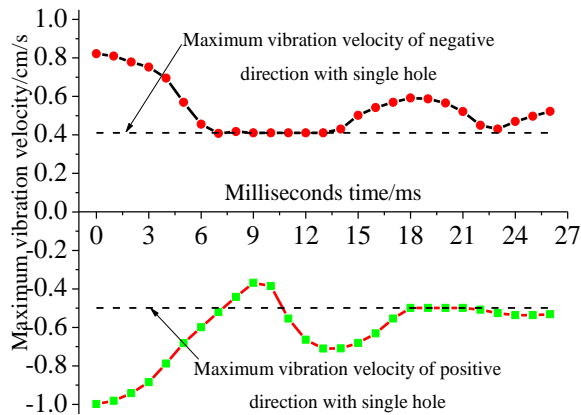 Maximum vibration velocity/cm/s
1.0
0.8
0.6
0.4
0.2
0.0
-0.2
-0.4
-0.6
-0.8
-1.0
Maximum vibration velocity of negative
direction with single hole
Milliseconds time/ms
0 3 6 9 12 15 18 21 24 27
Maximum vibration velocity of positive
direction with single hole